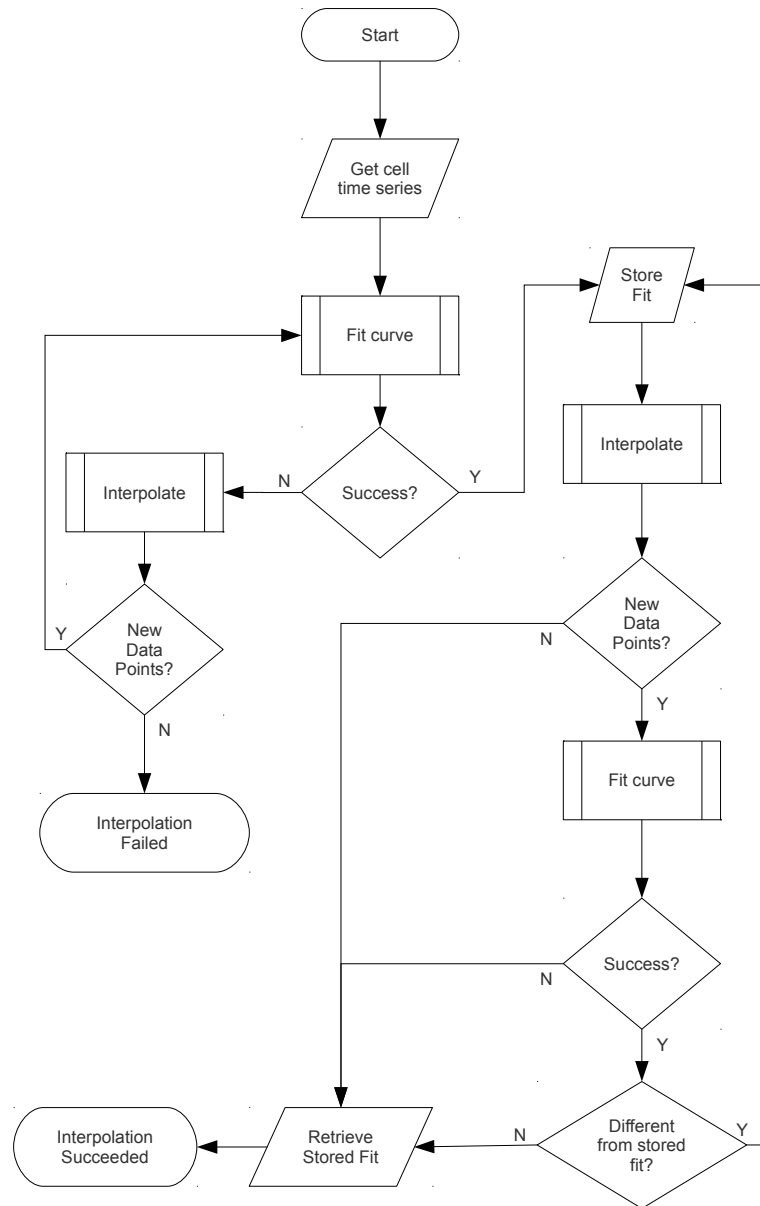 Start
Get cell
time series
Fit curve
Store
Fit
Interpolate
Success?
N
Y
Interpolate
New
Data
Points?
Y
N
New
Data
Points?
N
Y
Interpolation
Failed
Fit curve
Success?
N
Y
Different
from stored
fit?
N
Y
Retrieve
Stored Fit
Interpolation
Succeeded